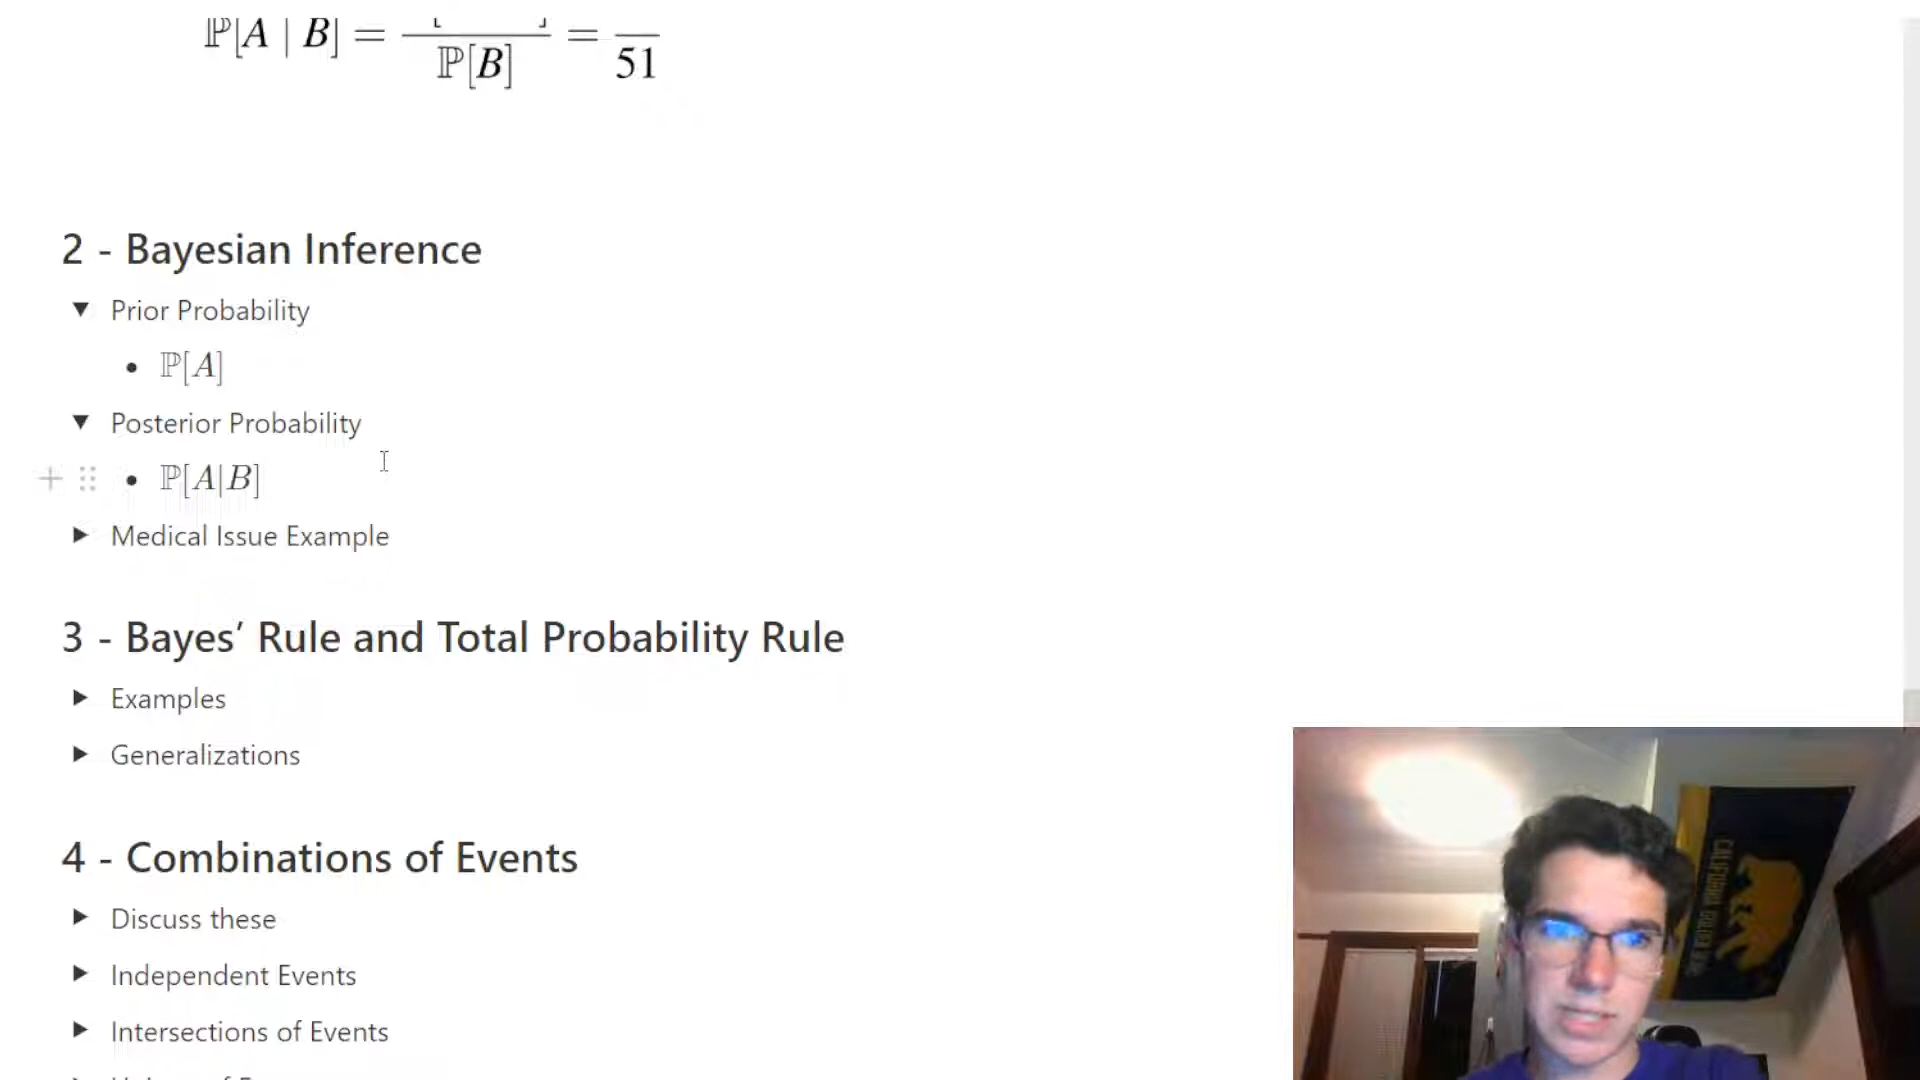 ℙ[A | B] = / ℙ[B] = / 51
2 - Bayesian Inference
▼ Prior Probability
• ℙ[A]
▼ Posterior Probability
• ℙ[A|B]
▶ Medical Issue Example
3 - Bayes’ Rule and Total Probability Rule
▶ Examples
▶ Generalizations
4 - Combinations of Events
▶ Discuss these
▶ Independent Events
▶ Intersections of Events
CALIFORNIA